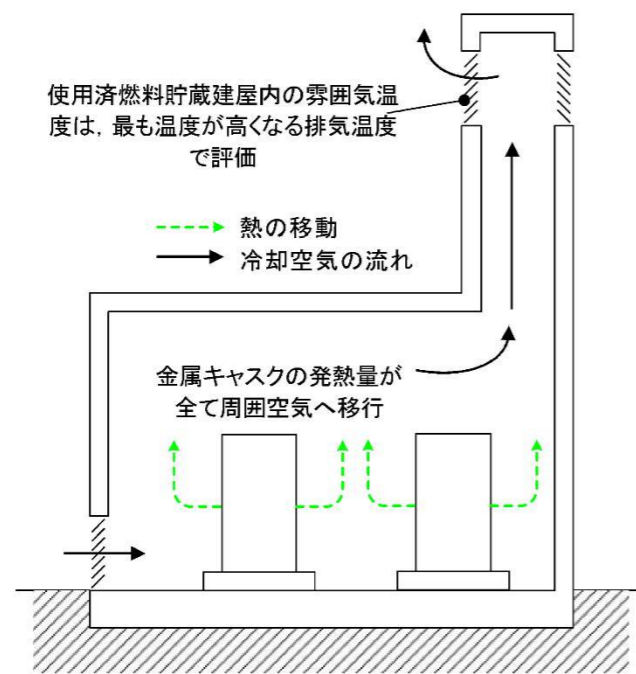 使用済燃料貯蔵建屋内の雰囲気温
度は，最も温度が高くなる排気温度
で評価
熱の移動
冷却空気の流れ
金属キャスクの発熱量が
全て周囲空気へ移行